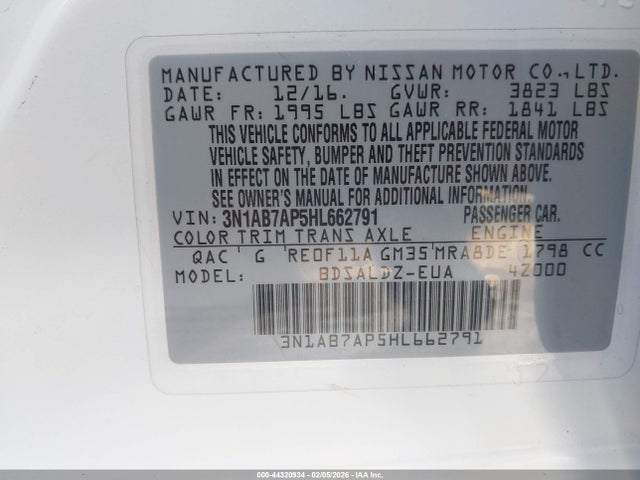 MANUFACTURED BY NISSAN MOTOR CO., LTD.
DATE: 12/16. GVWR: 3823 LBS
GAWR FR: 1995 LBS GAWR RR: 1841 LBS
THIS VEHICLE CONFORMS TO ALL APPLICABLE FEDERAL MOTOR
VEHICLE SAFETY, BUMPER AND THEFT PREVENTION STANDARDS
IN EFFECT ON THE DATE OF MANUFACTURE SHOWN ABOVE.
SEE OWNER'S MANUAL FOR ADDITIONAL INFORMATION.
VIN: 3N1AB7AP5HL662791 PASSENGER CAR.
COLOR TRIM TRANS AXLE ENGINE
QAC G RE0F11A GM35 MRA8DE 1798 CC
MODEL: BDSALDZ-EUA 4Z000
3N1AB7AP5HL662791
000-44320934 - 02/05/2026 - IAA Inc.